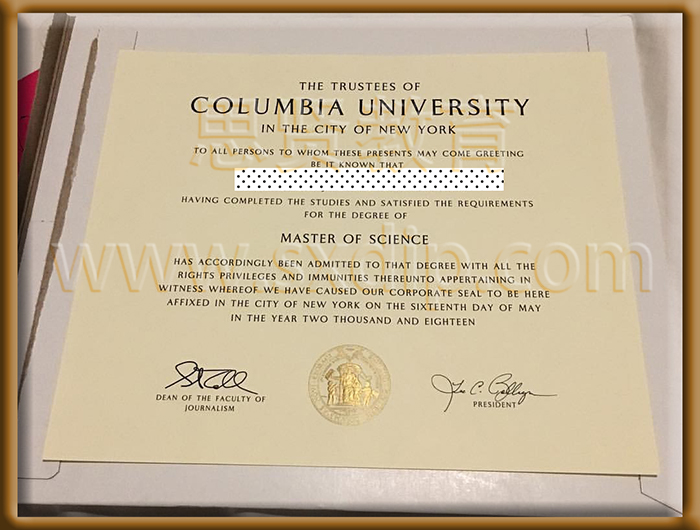 THE TRUSTEES OF
COLUMBIA UNIVERSITY
IN THE CITY OF NEW YORK
TO ALL PERSONS TO WHOM THESE PRESENTS MAY COME GREETING
BE IT KNOWN THAT
HAVING COMPLETED THE STUDIES AND SATISFIED THE REQUIREMENTS
FOR THE DEGREE OF
MASTER OF SCIENCE
HAS ACCORDINGLY BEEN ADMITTED TO THAT DEGREE WITH ALL THE
RIGHTS PRIVILEGES AND IMMUNITIES THEREUNTO APPERTAINING IN
WITNESS WHEREOF WE HAVE CAUSED OUR CORPORATE SEAL TO BE HERE
AFFIXED IN THE CITY OF NEW YORK ON THE SIXTEENTH DAY OF MAY
IN THE YEAR TWO THOUSAND AND EIGHTEEN
DEAN OF THE FACULTY OF
JOURNALISM
PRESIDENT